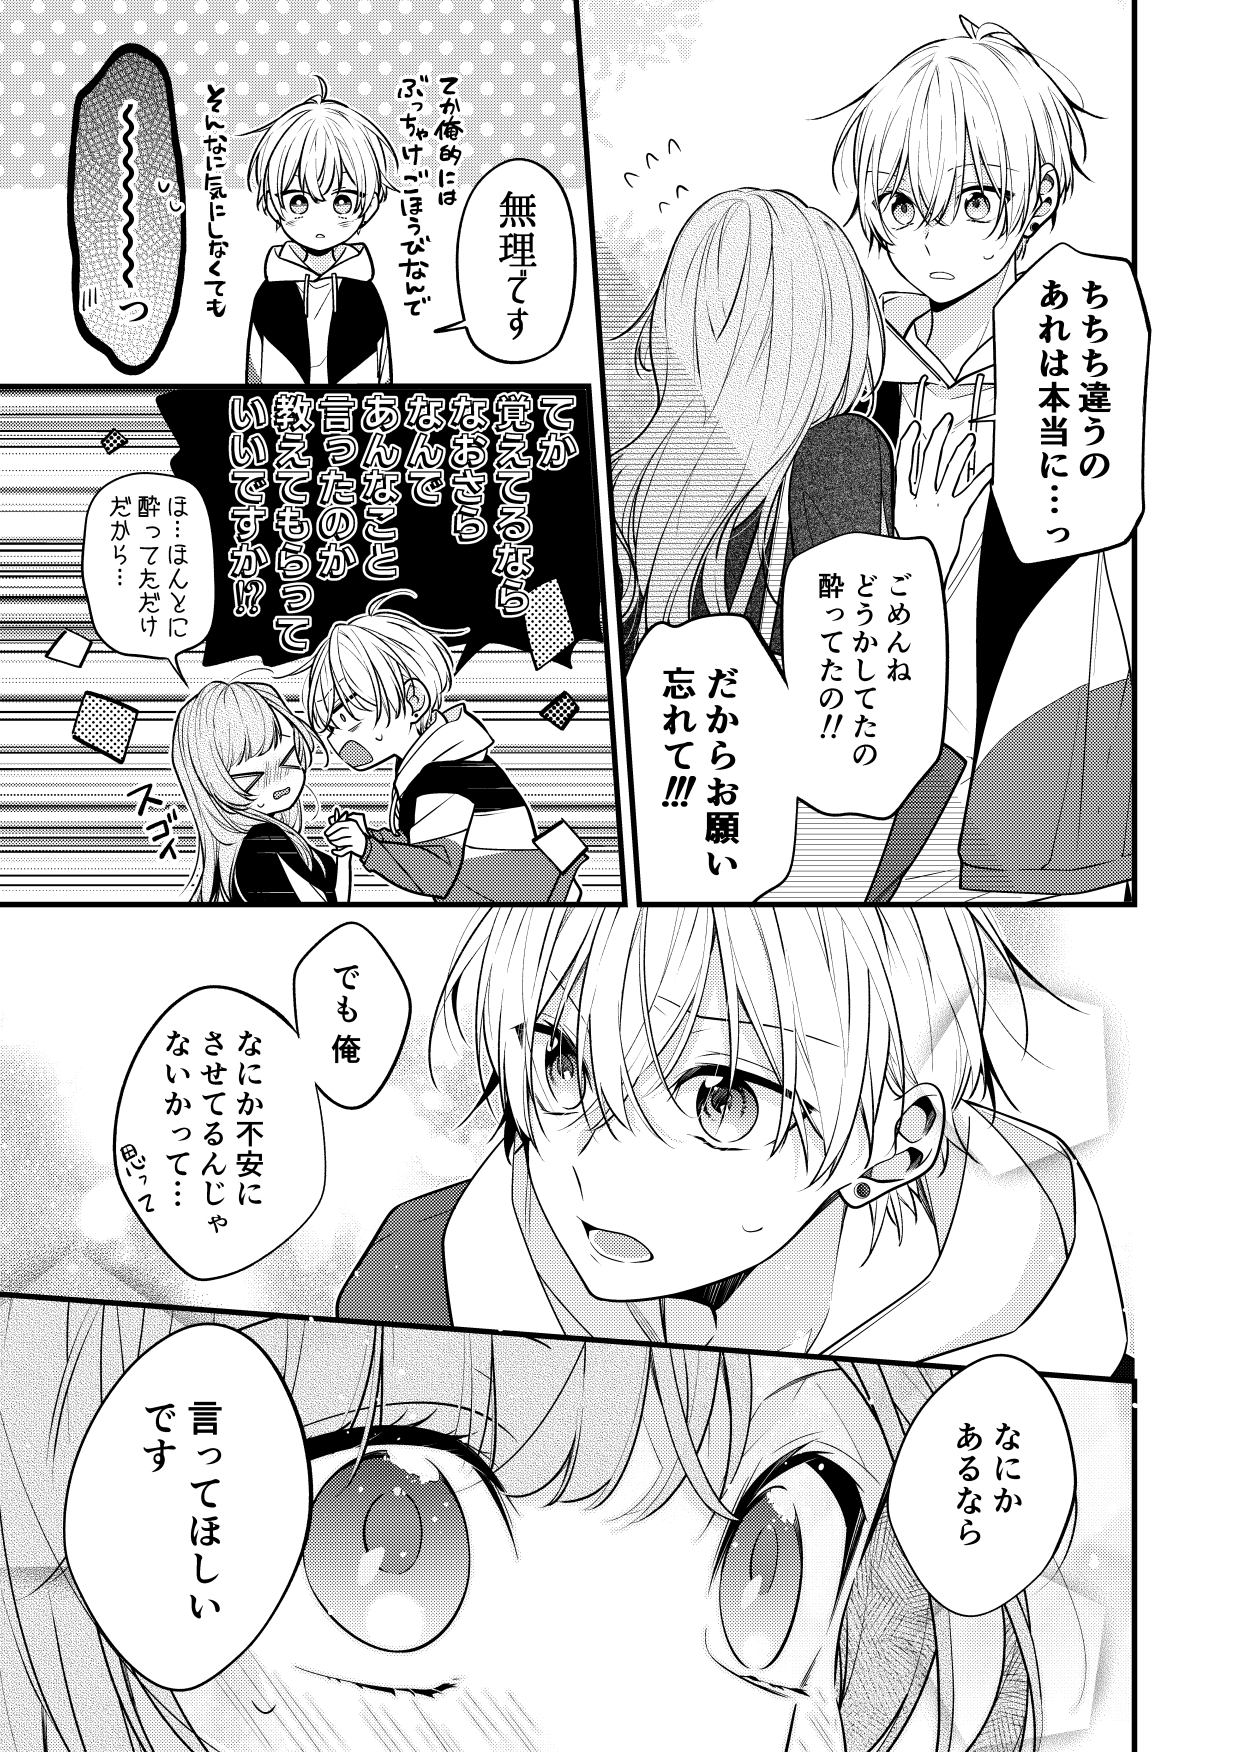 ちちち違うの
あれは本当に…っ
ごめんね
どうかしてたの
酔ってたの!!
だからお願い
忘れて!!!
無理です
てか俺的には
ぶっちゃけごほうびなんで
そんなに気にしなくても
〜〜〜〜〜〜っ
てか
覚えてるなら
なおさら
なんで
あんなこと
言ったのか
教えてもらって
いいですか!?
ほ…ほんとに
酔ってただけ
だから…
スゴイ
でも俺
なにか不安に
させてるんじゃ
ないかって…
思って
なにか
あるなら
言ってほしい
です